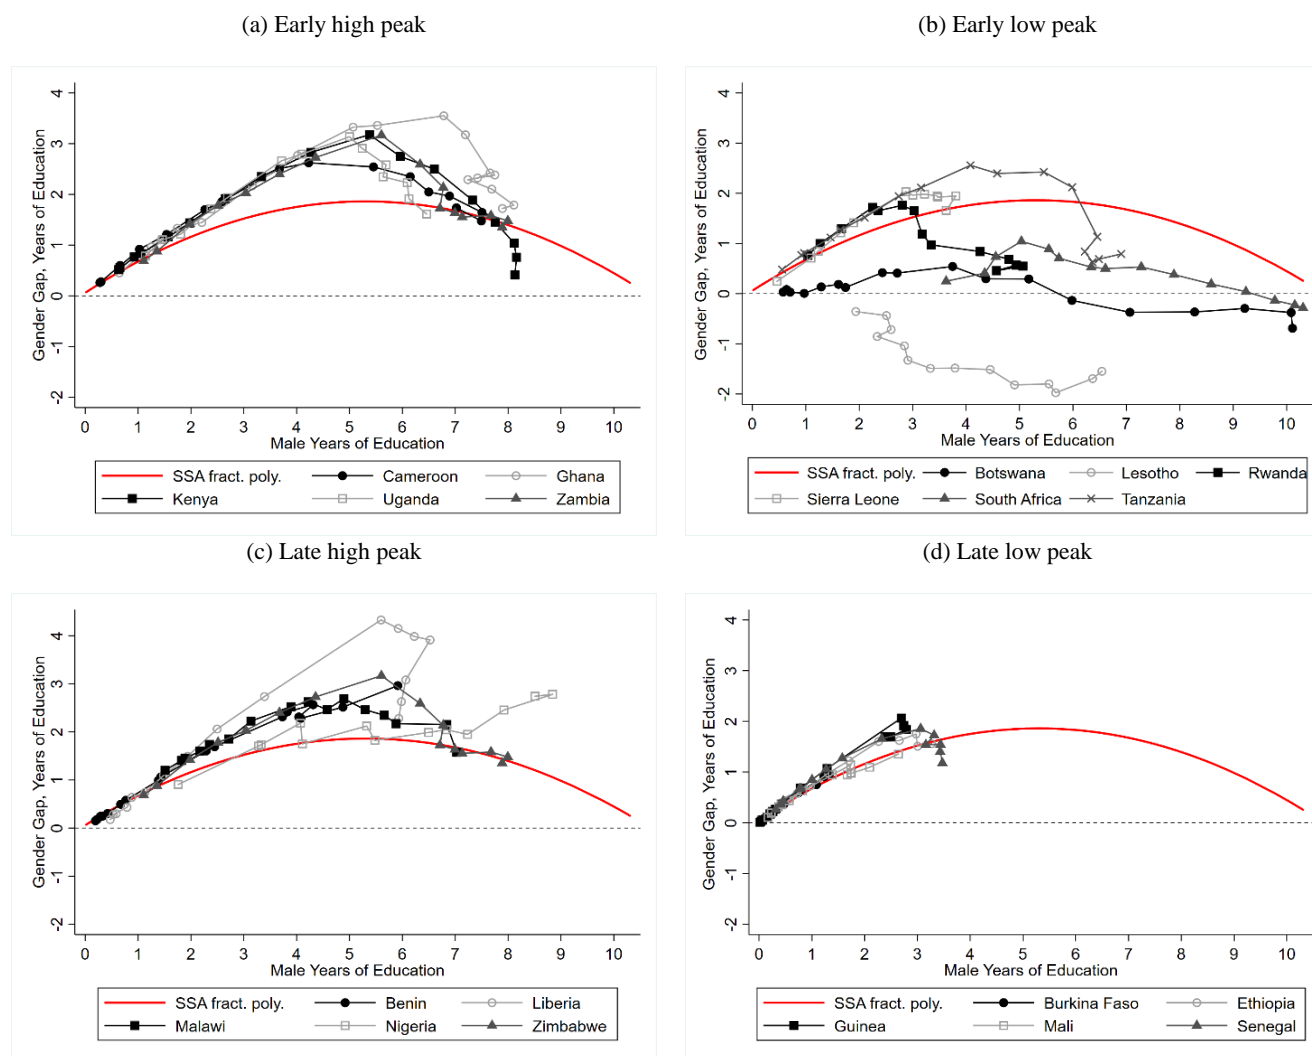 (a) Early high peak
Gender Gap, Years of Education
4
3
2
1
0
-1
-2
0 1 2 3 4 5 6 7 8 9 10
Male Years of Education
SSA fract. poly. Cameroon Ghana
Kenya Uganda Zambia
(b) Early low peak
Gender Gap, Years of Education
4
3
2
1
0
-1
-2
0 1 2 3 4 5 6 7 8 9 10
Male Years of Education
SSA fract. poly. Botswana Lesotho Rwanda
Sierra Leone South Africa Tanzania
(c) Late high peak
Gender Gap, Years of Education
4
3
2
1
0
-1
-2
0 1 2 3 4 5 6 7 8 9 10
Male Years of Education
SSA fract. poly. Benin Liberia
Malawi Nigeria Zimbabwe
(d) Late low peak
Gender Gap, Years of Education
4
3
2
1
0
-1
-2
0 1 2 3 4 5 6 7 8 9 10
Male Years of Education
SSA fract. poly. Burkina Faso Ethiopia
Guinea Mali Senegal